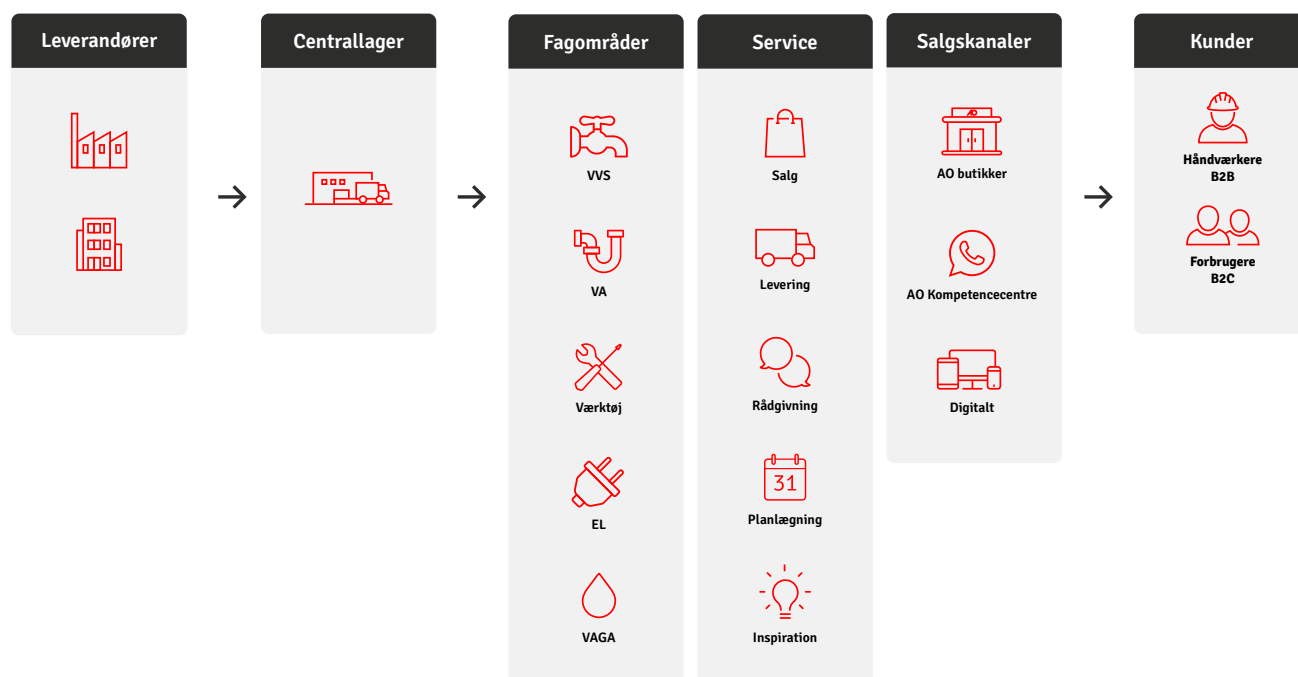 Leverandører
Centrallager
Fagområder
VVS
VA
Værktøj
EL
VAGA
Service
Salg
Levering
Rådgivning
31
Planlægning
Inspiration
Salgskanaler
AO
AO butikker
AO Kompetencecentre
Digitalt
Kunder
Håndværkere
B2B
Forbrugere
B2C